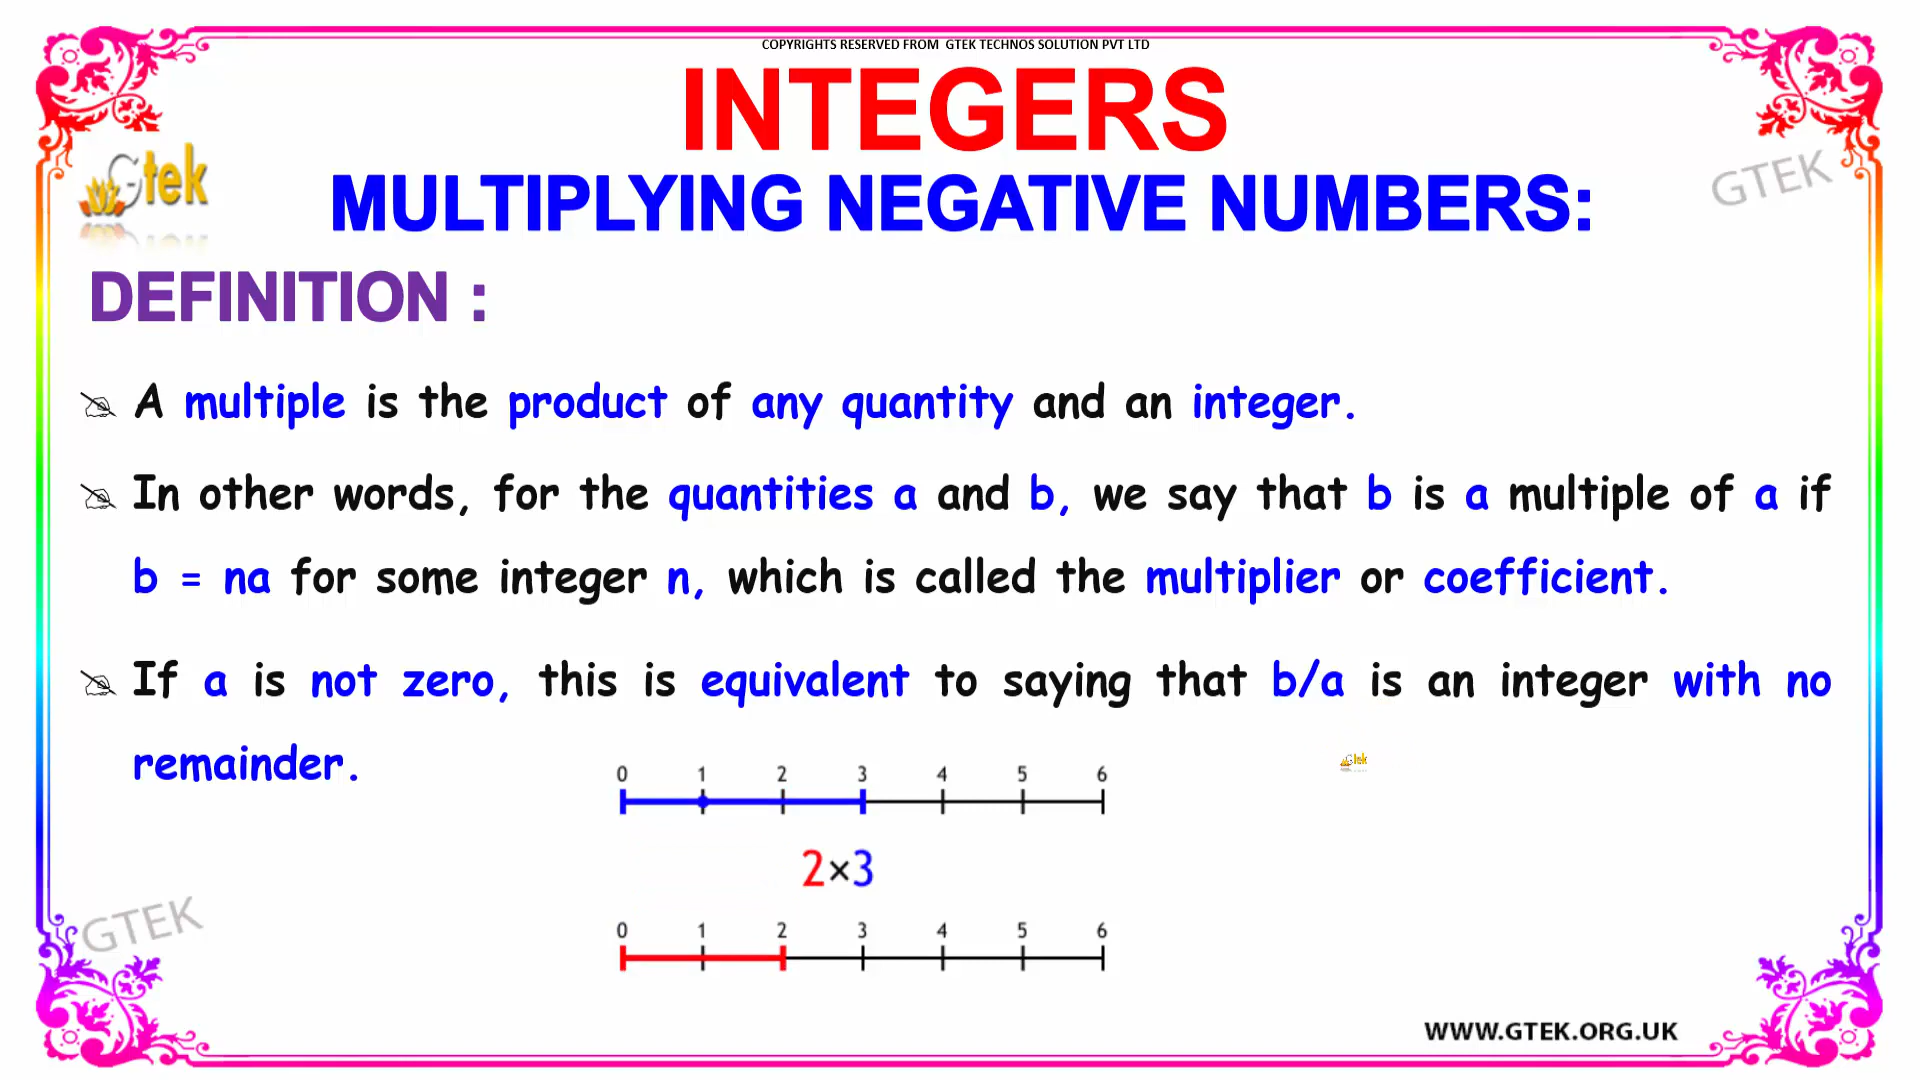 COPYRIGHTS RESERVED FROM GTEK TECHNOS SOLUTION PVT LTD
INTEGERS
Gtek
GTEK
MULTIPLYING NEGATIVE NUMBERS:
DEFINITION :
A multiple is the product of any quantity and an integer.
In other words, for the quantities a and b, we say that b is a multiple of a if
b = na for some integer n, which is called the multiplier or coefficient.
If a is not zero, this is equivalent to saying that b/a is an integer with no
remainder.
Gtek
0 1 2 3 4 5 6
2×3
GTEK
0 1 2 3 4 5 6
WWW.GTEK.ORG.UK